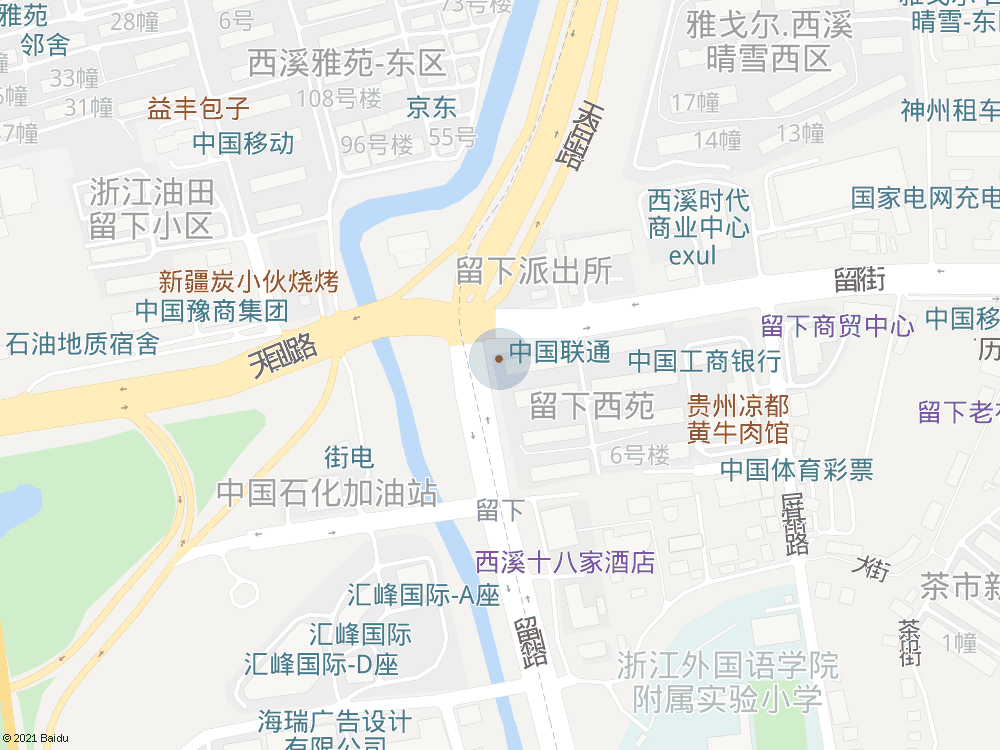 雅苑
邻舍
28幢
6号
73号楼
雅戈尔.西溪
晴雪西区
晴雪-东
西溪雅苑-东区
33幢
31幢
108号楼
京东
益丰包子
96号楼
55号
中国移动
17幢
14幢
13幢
神州租车
天目山路
浙江油田
留下小区
西溪时代
商业中心
exul
国家电网充电
留下派出所
新疆炭小伙烧烤
中国豫商集团
留下街
石油地质宿舍
天目山路
留下商贸中心
中国移
历
中国联通
中国工商银行
留下西苑
贵州凉都
黄牛肉馆
6号楼
街电
中国体育彩票
中国石化加油站
留下
屏基路
西溪十八家酒店
大街
汇峰国际-A座
茶市新
汇峰国际
汇峰国际-D座
茶市街
1幢
留和路
浙江外国语学院
附属实验小学
海瑞广告设计
有限公司
© 2021 Baidu